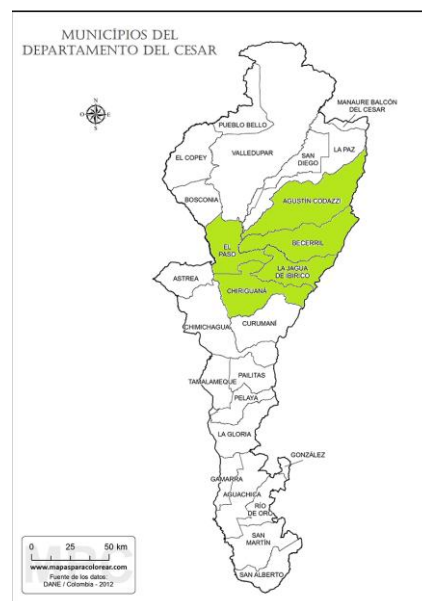 MUNICÍPIOS DEL
DEPARTAMENTO DEL CESAR
N
O
E
S
MANAURE BALCÓN
DEL CESAR
PUEBLO BELLO
LA PAZ
EL COPEY
VALLEDUPAR
SAN
DIEGO
BOSCONIA
AGUSTÍN CODAZZI
EL
PASO
BECERRIL
ASTREA
LA JAGUA
DE IBIRICO
CHIRIGUANÁ
CHIMICHAGUA
CURUMANÍ
PAILITAS
TAMALAMEQUE
PELAYA
LA GLORIA
GONZÁLEZ
GAMARRA
AGUACHICA
RÍO
DE ORO
SAN
MARTÍN
SAN ALBERTO
0 25 50 km
MPC
www.mapasparacolorear.com
Fuente de los datos:
DANE / Colombia - 2012